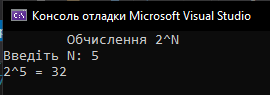 Консоль отладки Microsoft Visual Studio
Обчислення 2^N
Введіть N: 5
2^5 = 32